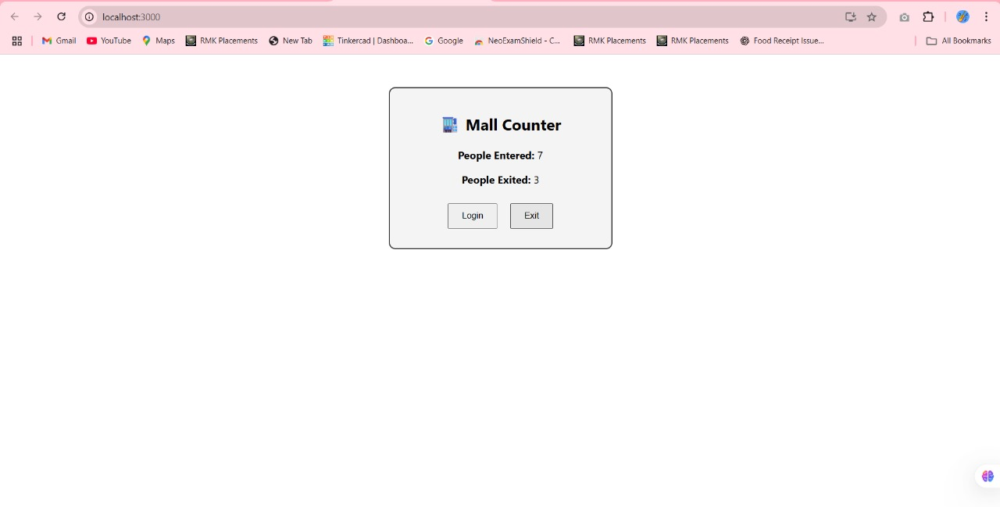 localhost:3000
Gmail YouTube Maps RMK Placements New Tab Tinkercad | Dashboa... Google NeoExamShield - C... RMK Placements RMK Placements Food Receipt Issue... All Bookmarks
Mall Counter
People Entered: 7
People Exited: 3
Login Exit